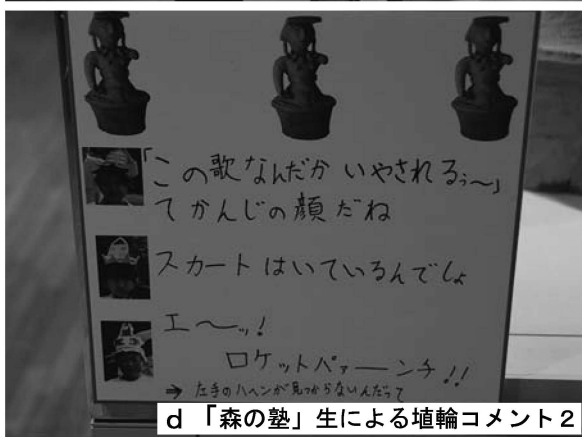 「この歌なんだか いやされるぅ〜」
てかんじの顔だね
スカート はいているんでしょ
エ〜ッ!
ロケットパァーンチ!!
➔ 左手のハヘンが見つからないんだって
d 「森の塾」生による埴輪コメント2